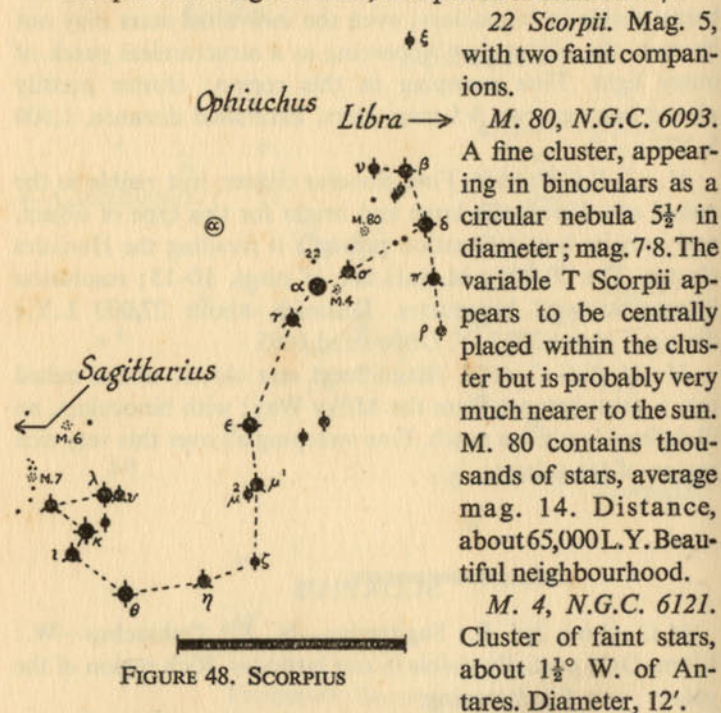 ξ
Ophiuchus
Libra
ν β
M.80
δ
α
22
σ
α
M.4
π
τ
ρ
Sagittarius
ε
M.6
M.7
λ υ
μ² μ¹
κ
ι
ζ
η
θ
FIGURE 48. SCORPIUS
22 Scorpii. Mag. 5,
with two faint compan-
ions.
M. 80, N.G.C. 6093.
A fine cluster, appear-
ing in binoculars as a
circular nebula 5½′ in
diameter; mag. 7·8. The
variable T Scorpii ap-
pears to be centrally
placed within the clus-
ter but is probably very
much nearer to the sun.
M. 80 contains thou-
sands of stars, average
mag. 14. Distance,
about 65,000 L.Y. Beau-
tiful neighbourhood.
M. 4, N.G.C. 6121.
Cluster of faint stars,
about 1½° W. of An-
tares. Diameter, 12′.